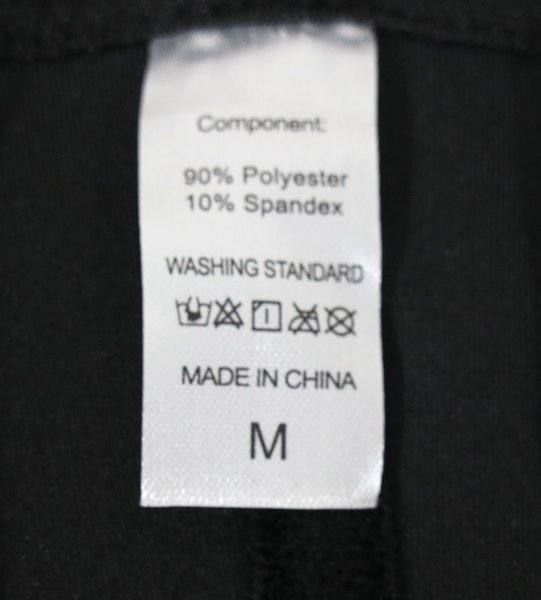 Component:
90% Polyester
10% Spandex
WASHING STANDARD
MADE IN CHINA
M